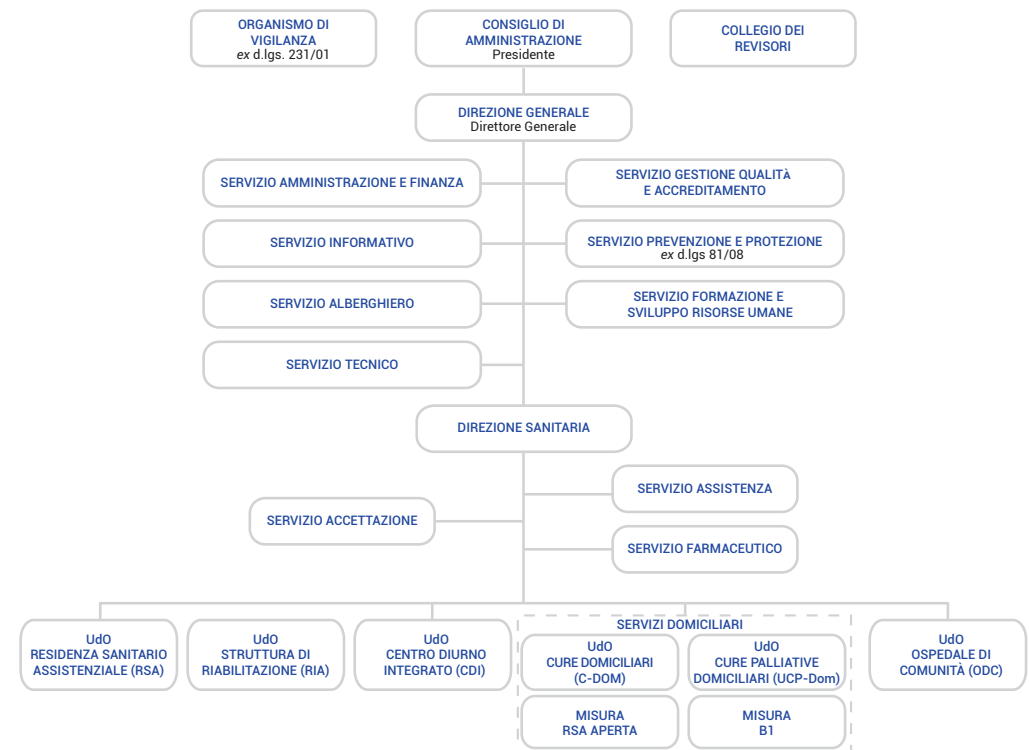 ORGANISMO DI
VIGILANZA
ex d.lgs. 231/01
CONSIGLIO DI
AMMINISTRAZIONE
Presidente
COLLEGIO DEI
REVISORI
DIREZIONE GENERALE
Direttore Generale
SERVIZIO AMMINISTRAZIONE E FINANZA
SERVIZIO GESTIONE QUALITÀ
E ACCREDITAMENTO
SERVIZIO INFORMATIVO
SERVIZIO PREVENZIONE E PROTEZIONE
ex d.lgs 81/08
SERVIZIO ALBERGHIERO
SERVIZIO FORMAZIONE E
SVILUPPO RISORSE UMANE
SERVIZIO TECNICO
DIREZIONE SANITARIA
SERVIZIO ASSISTENZA
SERVIZIO ACCETTAZIONE
SERVIZIO FARMACEUTICO
UdO
RESIDENZA SANITARIO
ASSISTENZIALE (RSA)
UdO
STRUTTURA DI
RIABILITAZIONE (RIA)
UdO
CENTRO DIURNO
INTEGRATO (CDI)
SERVIZI DOMICILIARI
UdO
CURE DOMICILIARI
(C-DOM)
UdO
CURE PALLIATIVE
DOMICILIARI (UCP-Dom)
MISURA
RSA APERTA
MISURA
B1
UdO
OSPEDALE DI
COMUNITÀ (ODC)